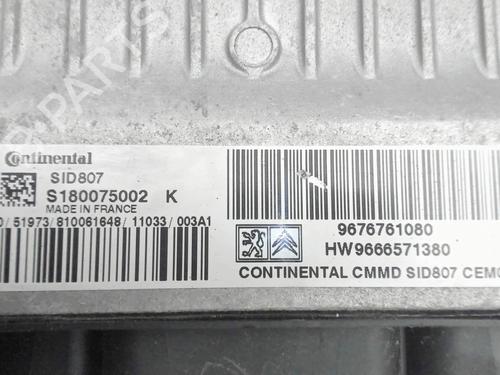 Continental
SID807
S180075002 K
MADE IN FRANCE
/ 51973/ 810061648/ 11033/ 003A1
9676761080
HW9666571380
CONTINENTAL CMMD SID807